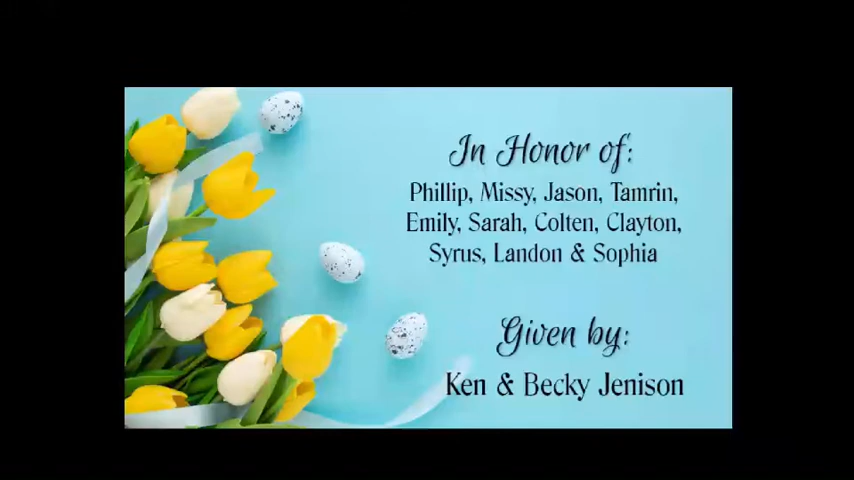 In Honor of:
Phillip, Missy, Jason, Tamrin,
Emily, Sarah, Colten, Clayton,
Syrus, Landon & Sophia
Given by:
Ken & Becky Jenison